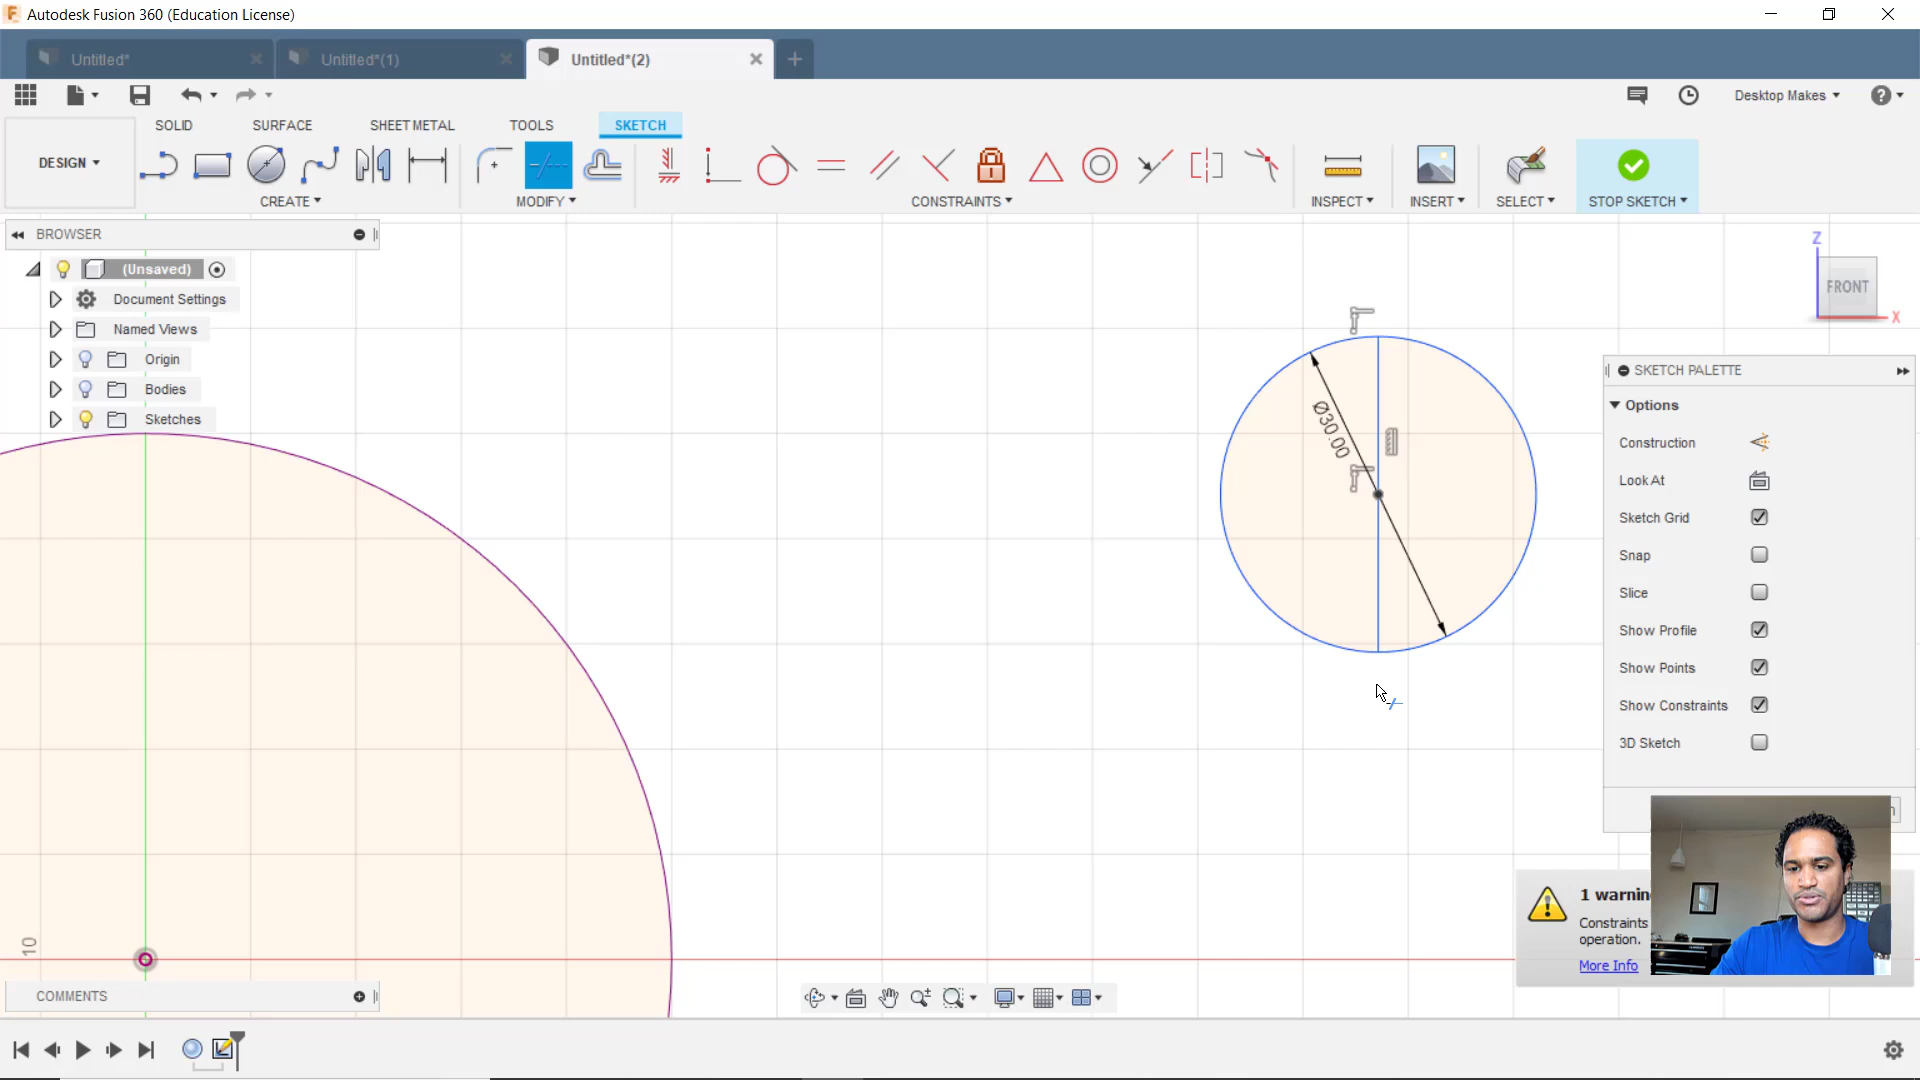 Autodesk Fusion 360 (Education License)
Untitled*
Untitled*(1)
Untitled*(2)
Desktop Makes
SOLID
SURFACE
SHEET METAL
TOOLS
SKETCH
DESIGN
CREATE
MODIFY
CONSTRAINTS
INSPECT
INSERT
SELECT
STOP SKETCH
BROWSER
(Unsaved)
Document Settings
Named Views
Origin
Bodies
Sketches
Z
FRONT
X
Ø30.00
SKETCH PALETTE
Options
Construction
Look At
Sketch Grid
Snap
Slice
Show Profile
Show Points
Show Constraints
3D Sketch
1 warnin
Constraints
operation.
More Info
10
COMMENTS